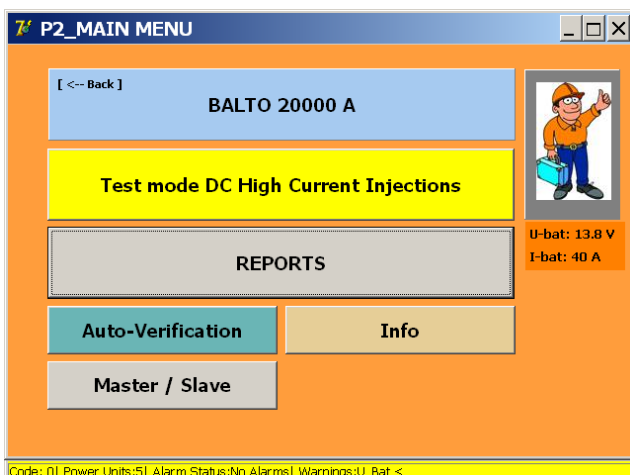 P2_MAIN MENU
[ <-- Back ]
BALTO 20000 A
Test mode DC High Current Injections
U-bat: 13.8 V
I-bat: 40 A
REPORTS
Auto-Verification
Info
Master / Slave
Code: 0| Power Units:5| Alarm Status:No Alarms| Warnings:U_Bat <